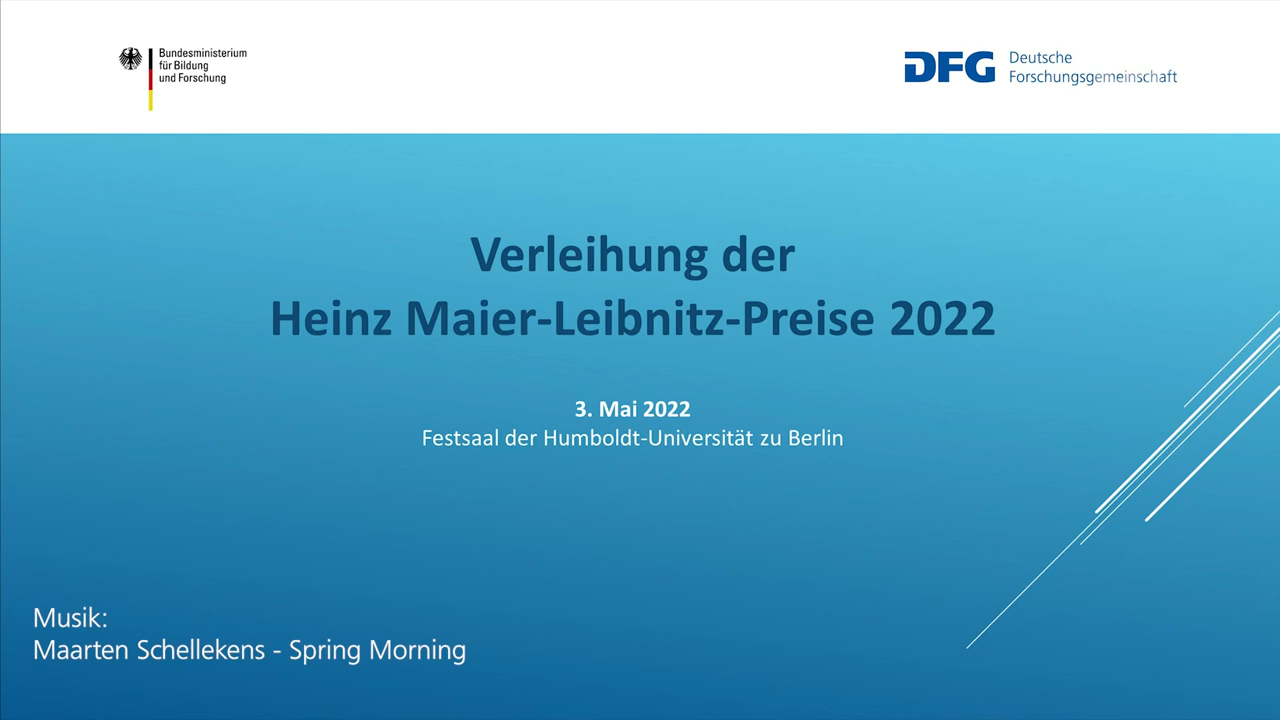 Bundesministerium
für Bildung
und Forschung
DFG
Deutsche
Forschungsgemeinschaft
Verleihung der
Heinz Maier-Leibnitz-Preise 2022
3. Mai 2022
Festsaal der Humboldt-Universität zu Berlin
Musik:
Maarten Schellekens - Spring Morning